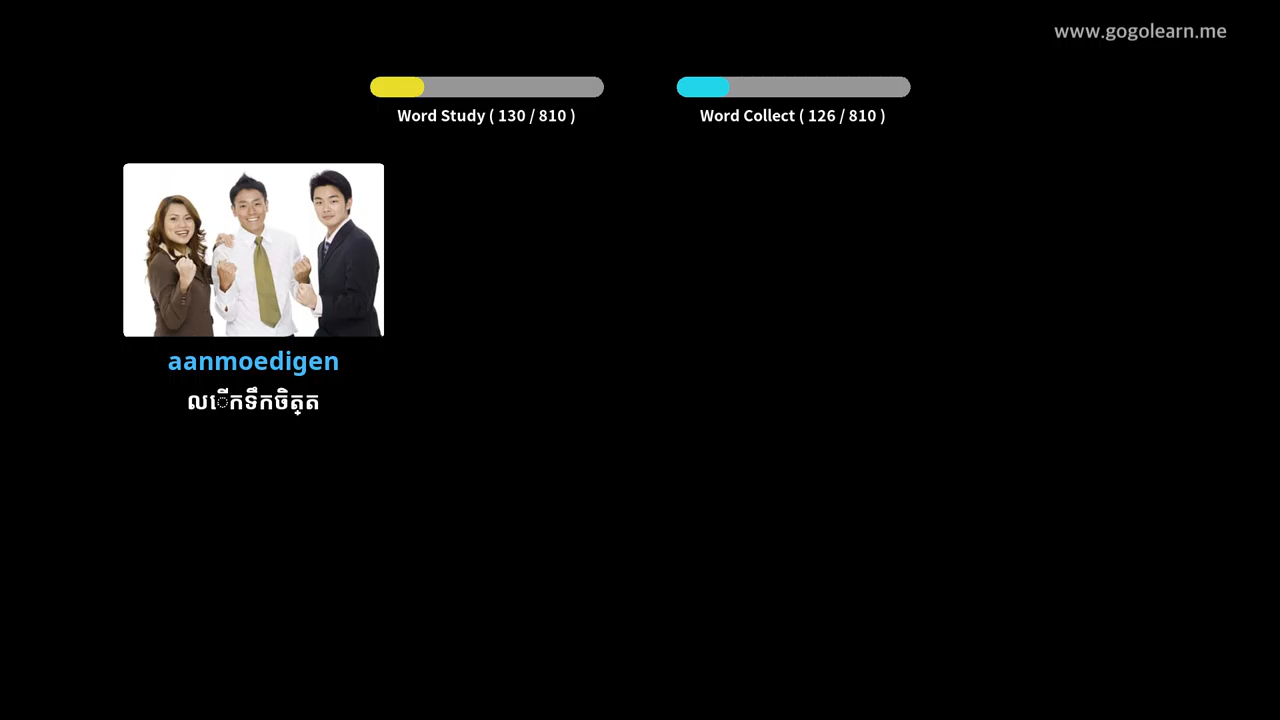 www.gogolearn.me
Word Study ( 130 / 810 )
Word Collect ( 126 / 810 )
aanmoedigen
លើកទឹកចិត្ត